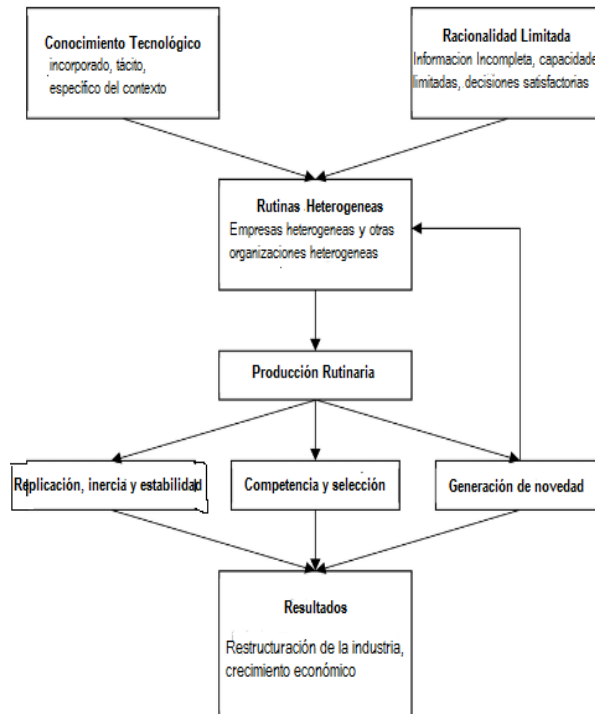 Conocimiento Tecnológico
incorporado, tácito,
específico del contexto
Racionalidad Limitada
Informacion Incompleta, capacidade
limitadas, decisiones satisfactorias
Rutinas Heterogeneas
Empresas heterogeneas y otras
organizaciones heterogeneas
Producción Rutinaria
Replicación, inercia y estabilidad
Competencia y selección
Generación de novedad
Resultados
Restructuración de la industria,
crecimiento económico